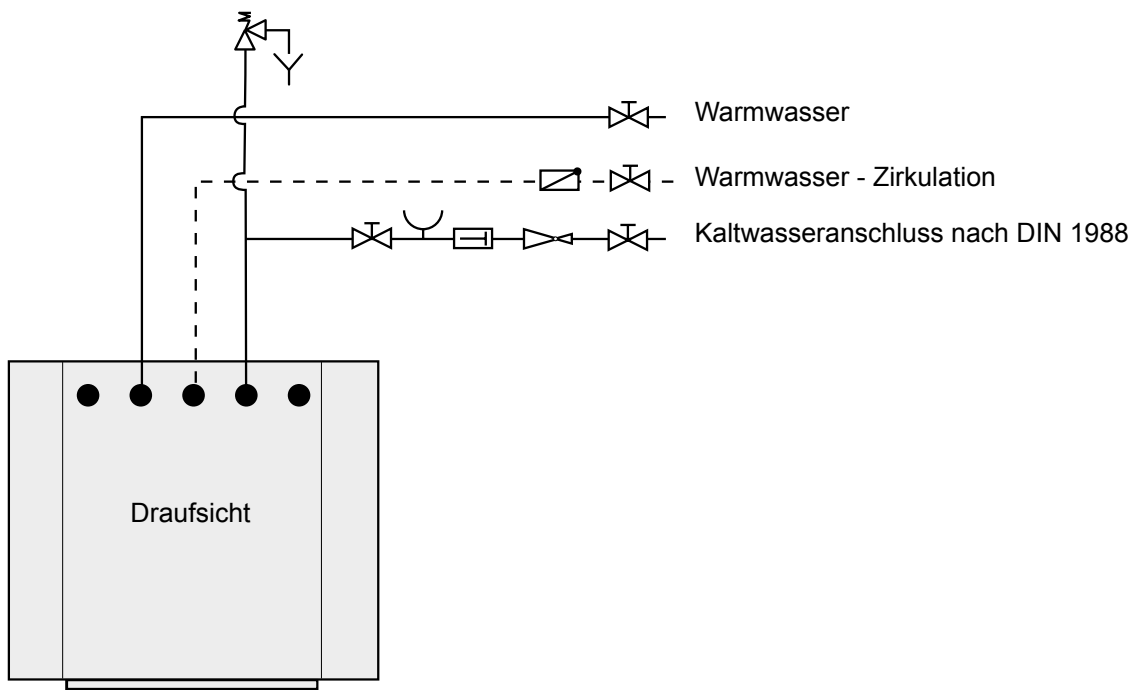 Warmwasser
Warmwasser - Zirkulation
Kaltwasseranschluss nach DIN 1988
Draufsicht